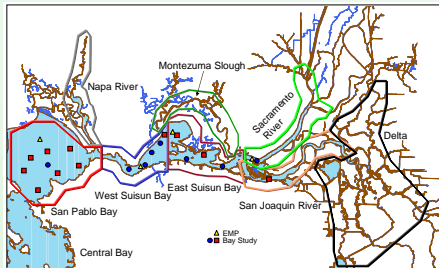 Montezuma Slough
Napa River
Sacramento
River
Delta
West Suisun Bay
East Suisun Bay
San Pablo Bay
San Joaquin River
Central Bay
EMP
Bay Study